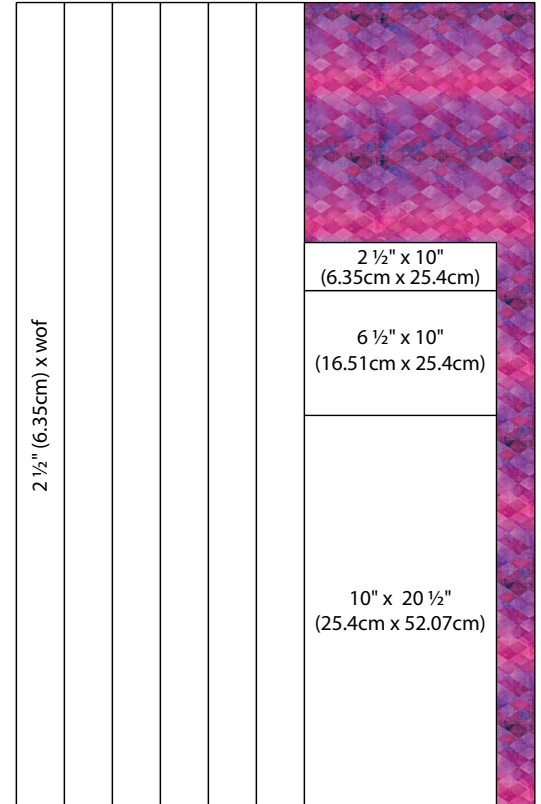 2 ½" (6.35cm) x wof
2 ½" x 10"
(6.35cm x 25.4cm)
6 ½" x 10"
(16.51cm x 25.4cm)
10" x  20 ½"
(25.4cm x 52.07cm)